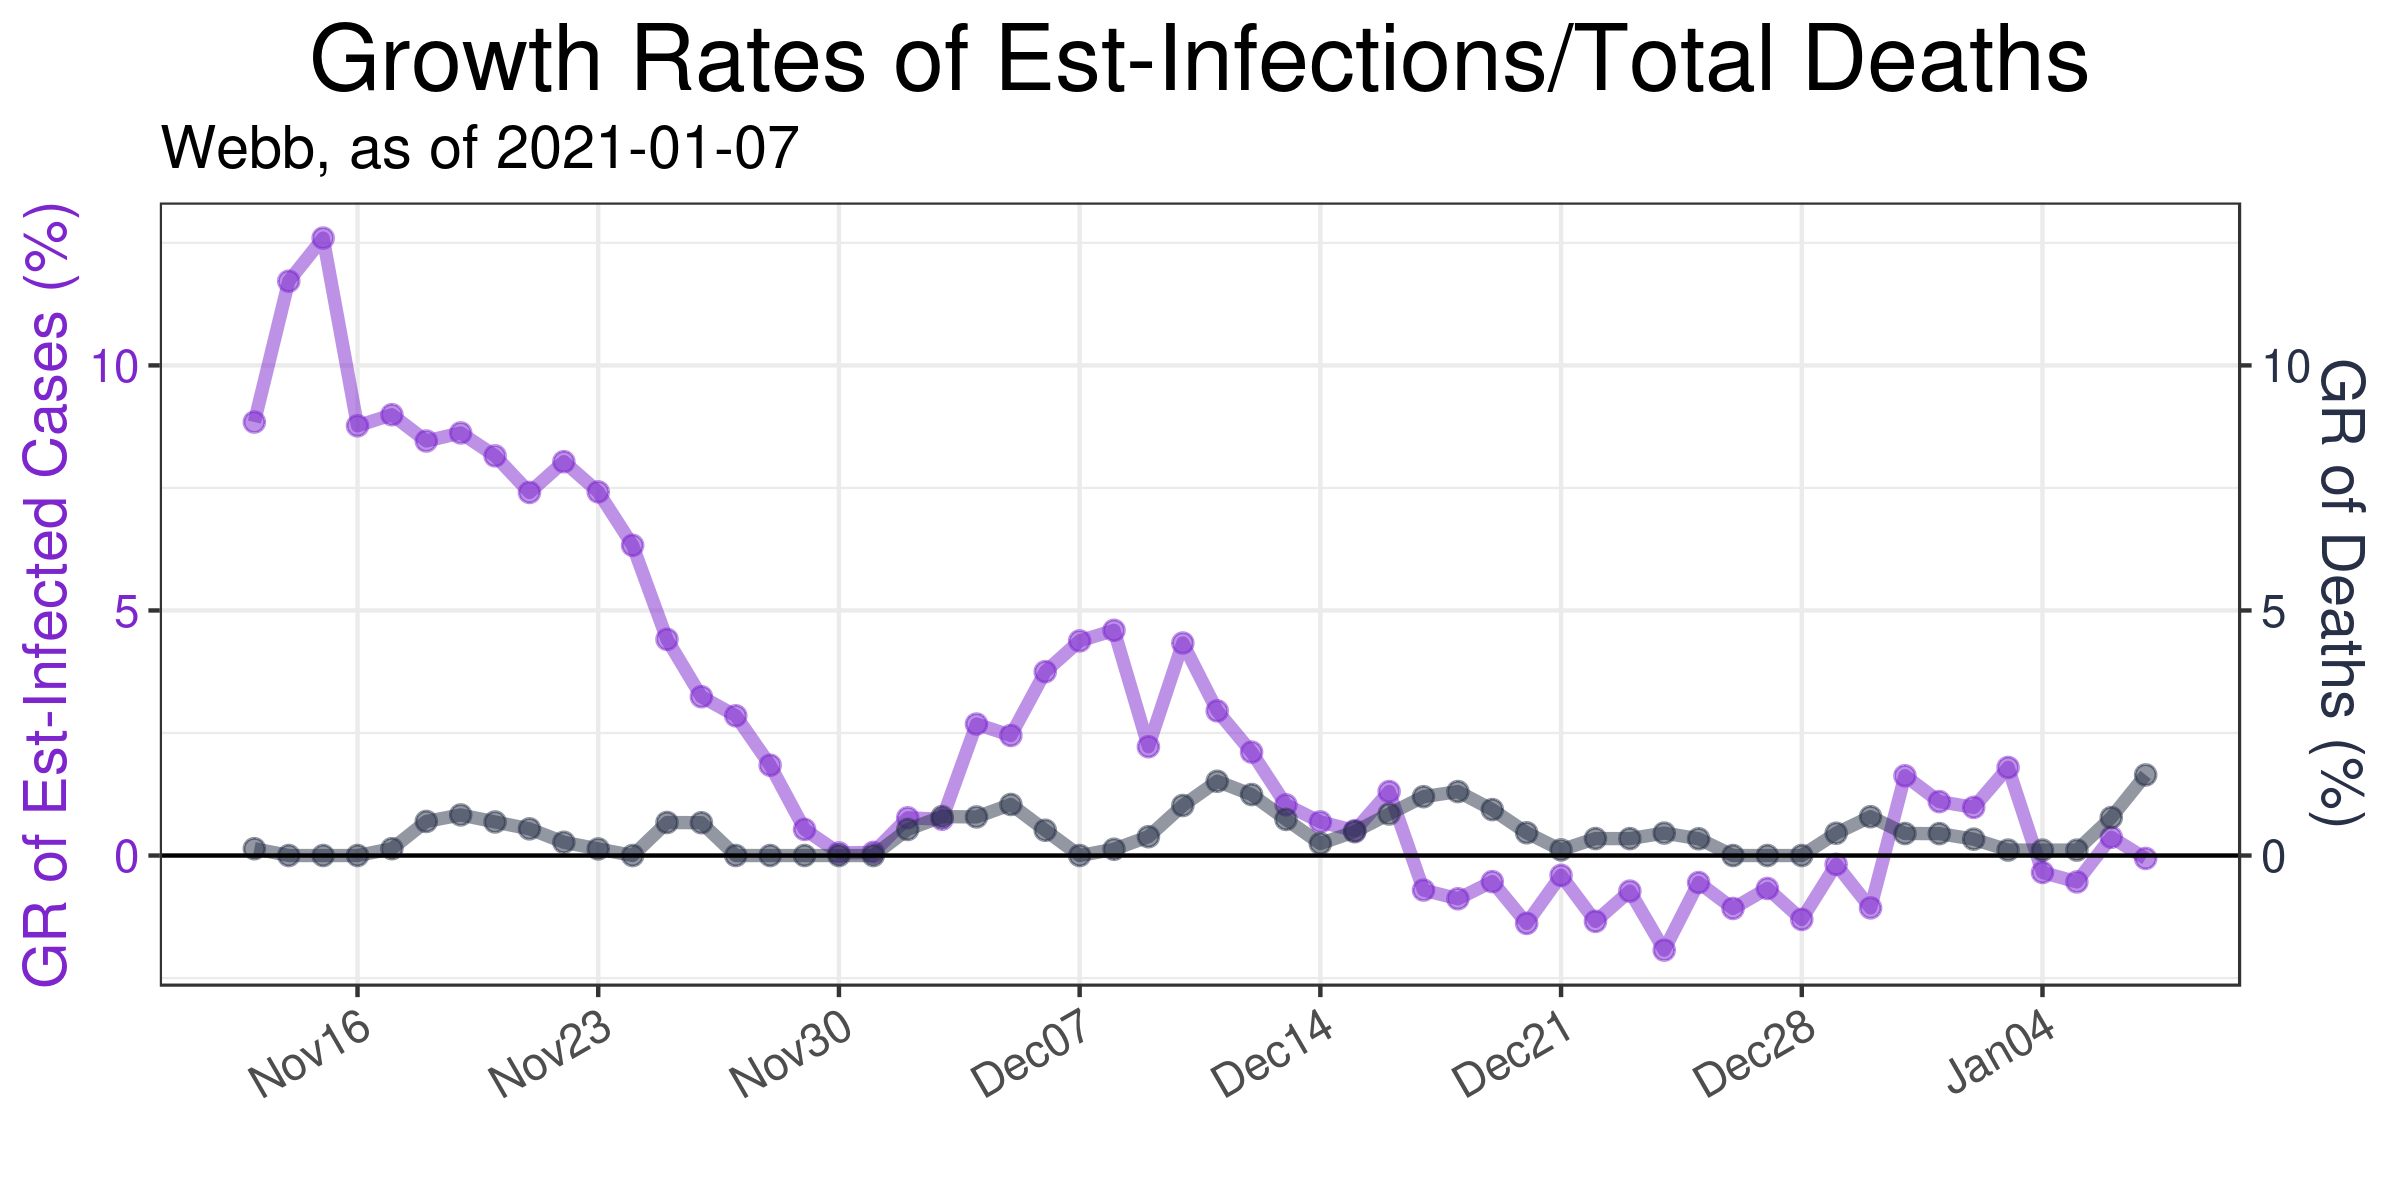 Growth Rates of Est-Infections/Total Deaths
Webb, as of 2021-01-07
GR of Est-Infected Cases (%)
10
5
0
10
5
0
GR of Deaths (%)
Nov16
Nov23
Nov30
Dec07
Dec14
Dec21
Dec28
Jan04